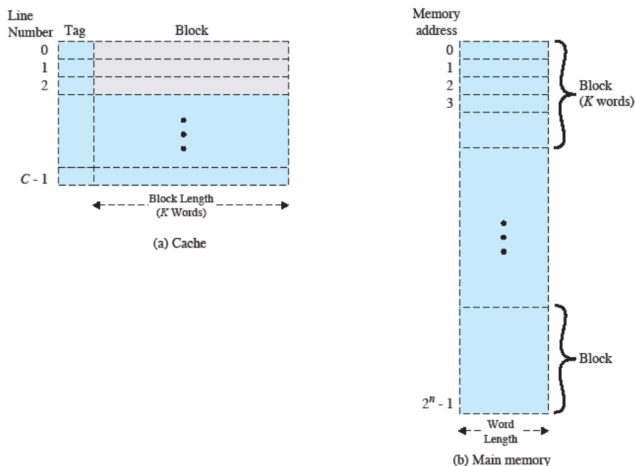 Line
Number Tag Block
0
1
2
C - 1
Block Length
(K Words)
(a) Cache
Memory
address
0
1
2
3
Block
(K words)
Block
2ⁿ - 1
Word
Length
(b) Main memory